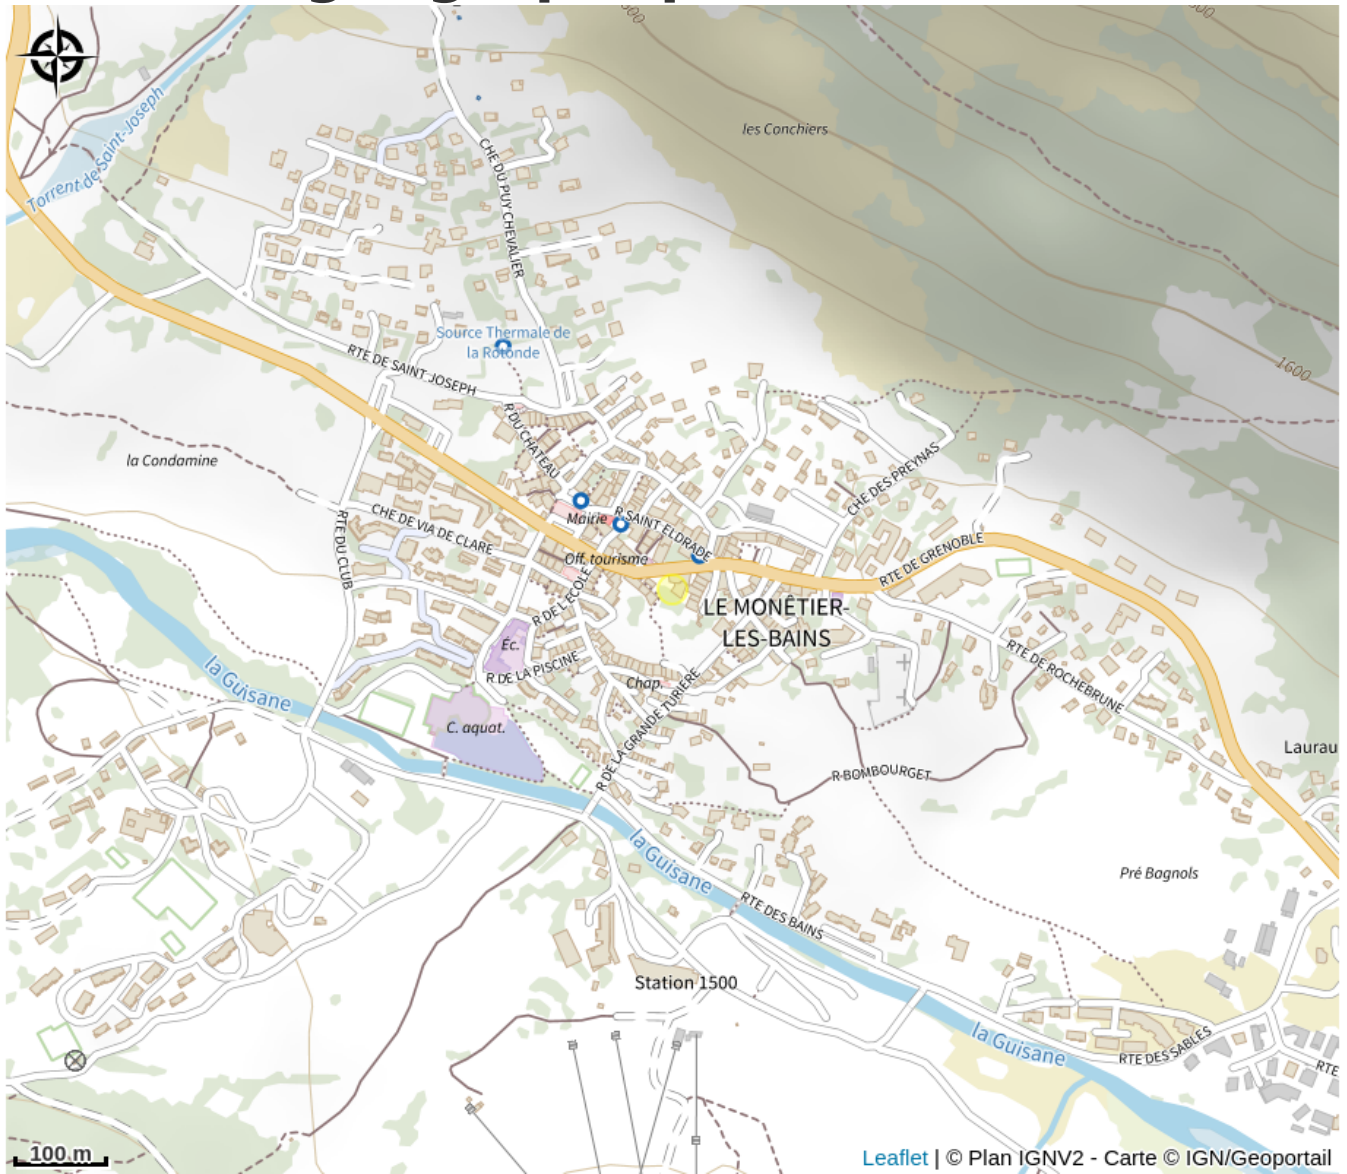 1600
les Conchiers
Torrent de Saint-Joseph
CHE DU PUY CHEVALIER
Source Thermale de
la Rotonde
RTE DE SAINT JOSEPH
1600
R DU CHATEAU
la Condamine
CHE DES PREYNAS
Mairie
R SAINT ELDRADE
RTE DU CLUB
CHE DE VIA DE CLARE
Off. tourisme
RTE DE GRENOBLE
R DE L'ECOLE
LE MONÊTIER-
LES-BAINS
Éc.
R DE LA PISCINE
Chap.
RTE DE ROCHEBRUNE
la Guisane
R DE LA GRANDE TURIERE
C. aquat.
Laurau
R BOMBOURGET
la Guisane
Pré Bagnols
RTE DES BAINS
Station 1500
la Guisane
RTE DES SABLES
RTE
100 m
Leaflet | © Plan IGNV2 - Carte © IGN/Geoportail